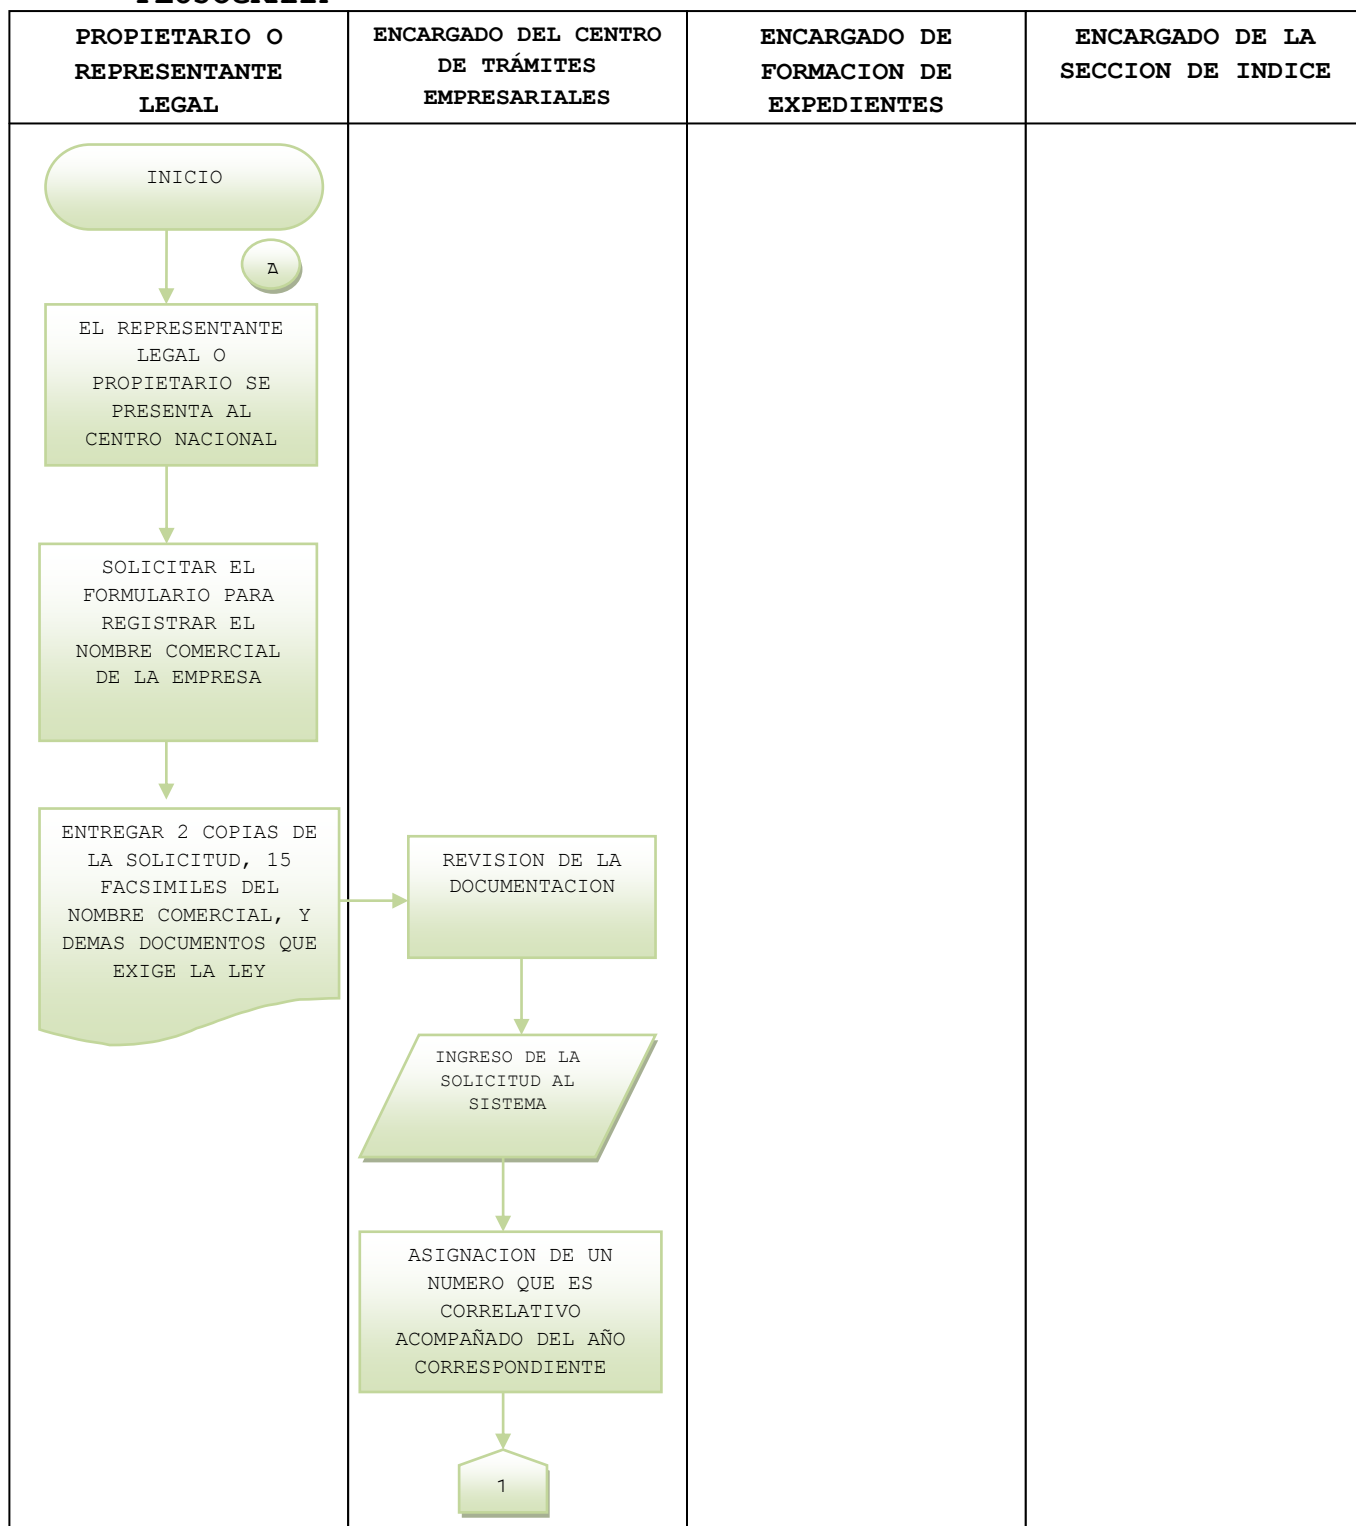 PROPIETARIO O
REPRESENTANTE
LEGAL
ENCARGADO DEL CENTRO
DE TRÁMITES
EMPRESARIALES
ENCARGADO DE
FORMACION DE
EXPEDIENTES
ENCARGADO DE LA
SECCION DE INDICE
INICIO
A
EL REPRESENTANTE
LEGAL O
PROPIETARIO SE
PRESENTA AL
CENTRO NACIONAL
SOLICITAR EL
FORMULARIO PARA
REGISTRAR EL
NOMBRE COMERCIAL
DE LA EMPRESA
ENTREGAR 2 COPIAS DE
LA SOLICITUD, 15
FACSIMILES DEL
NOMBRE COMERCIAL, Y
DEMAS DOCUMENTOS QUE
EXIGE LA LEY
REVISION DE LA
DOCUMENTACION
INGRESO DE LA
SOLICITUD AL
SISTEMA
ASIGNACION DE UN
NUMERO QUE ES
CORRELATIVO
ACOMPAÑADO DEL AÑO
CORRESPONDIENTE
1